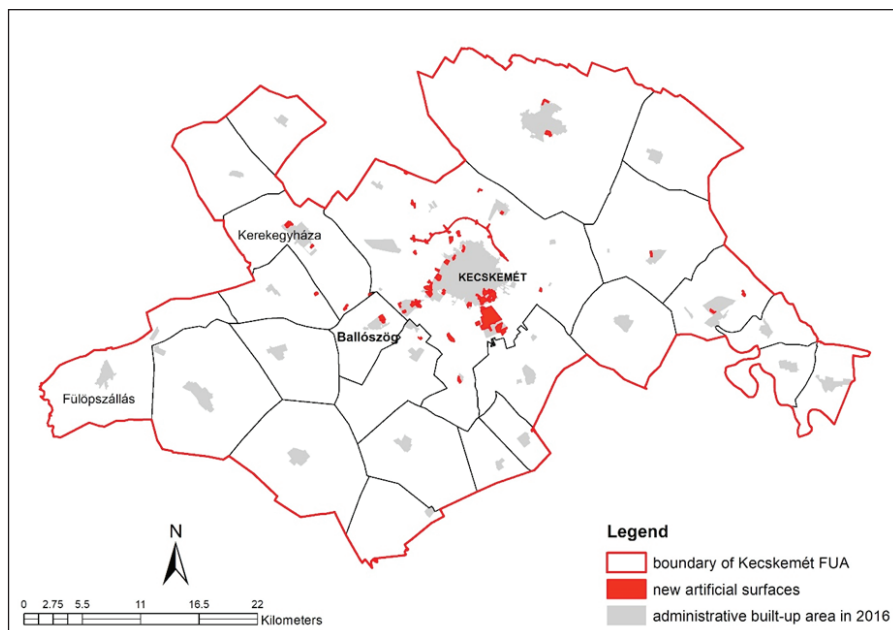 Kerekegyháza
KECSKEMÉT
Ballószög
Fülöpszállás
N
0 2.75 5.5 11 16.5 22
Kilometers
Legend
boundary of Kecskemét FUA
new artificial surfaces
administrative built-up area in 2016